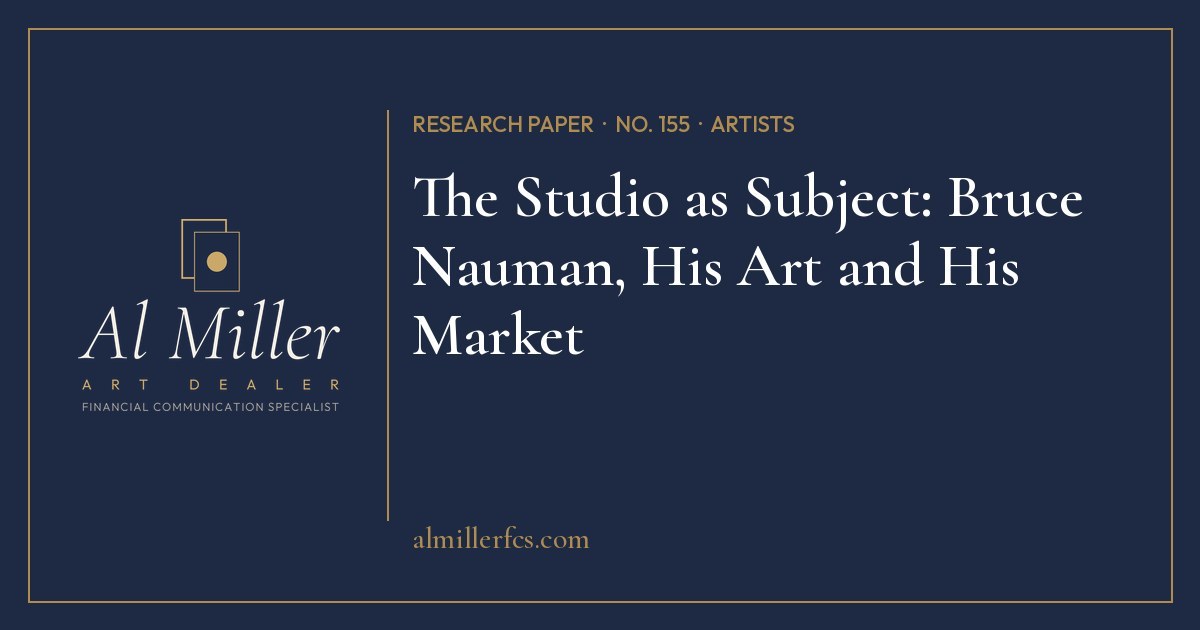 RESEARCH PAPER · NO. 155 · ARTISTS
The Studio as Subject: Bruce
Nauman, His Art and His
Market
Al Miller
ART DEALER
FINANCIAL COMMUNICATION SPECIALIST
almillerfcs.com